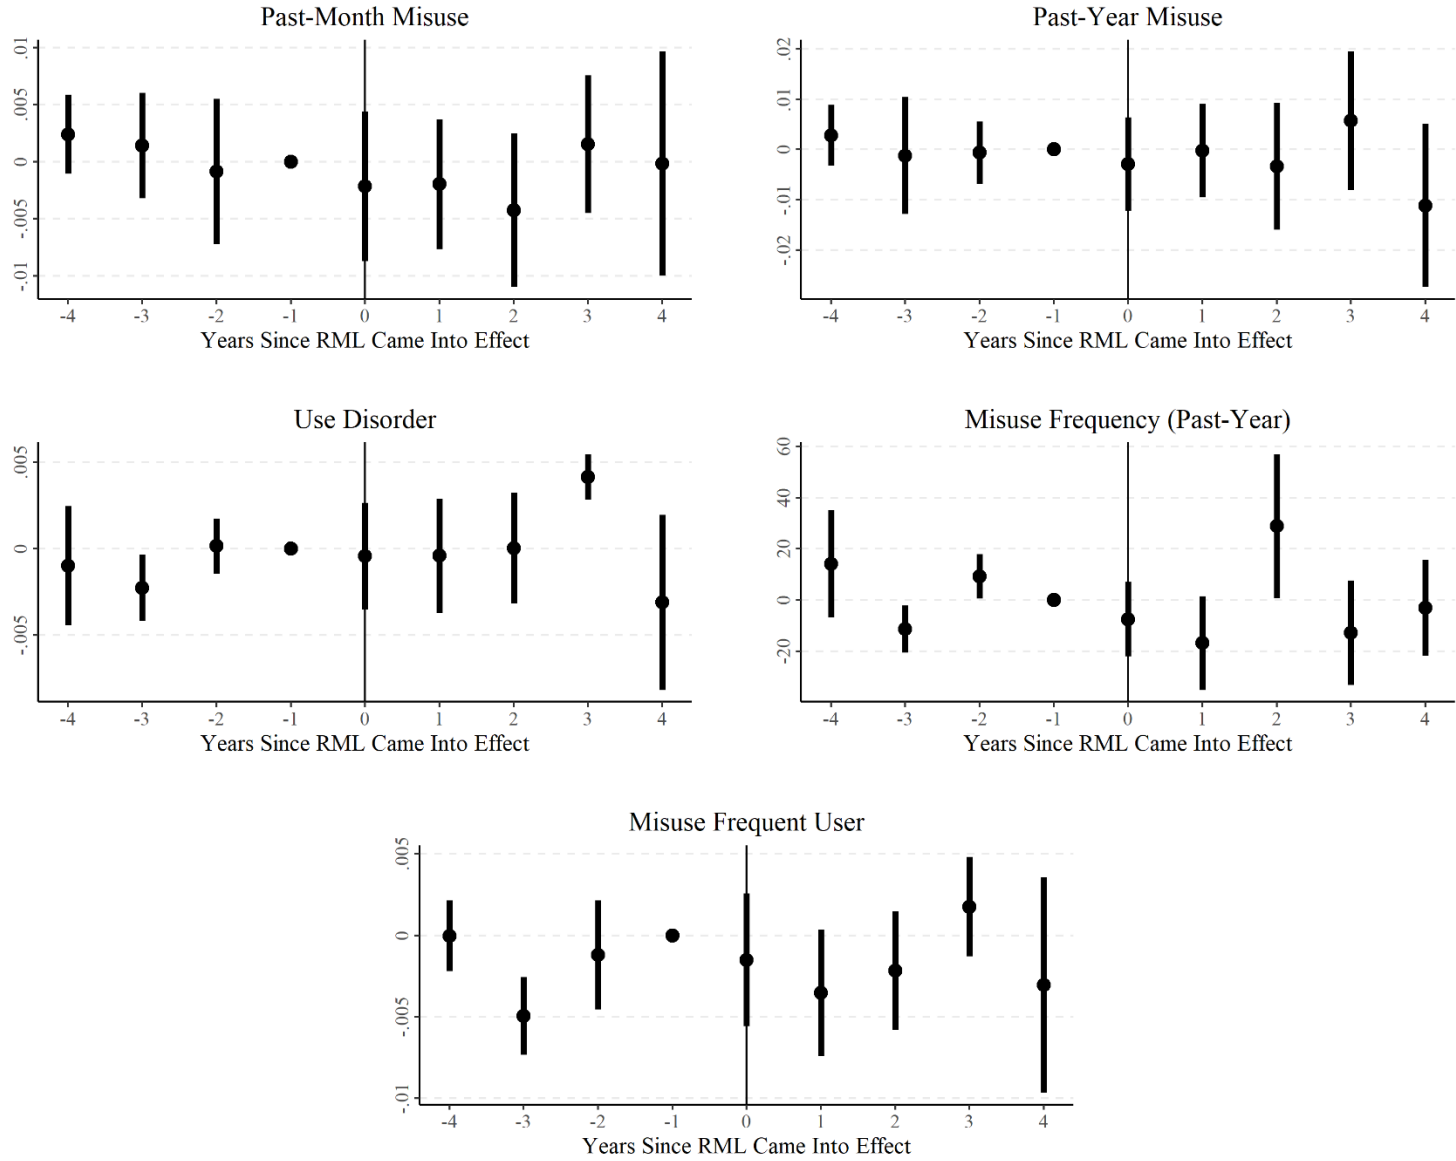 Past-Month Misuse
.01
.005
0
-.005
-.01
-4 -3 -2 -1 0 1 2 3 4
Years Since RML Came Into Effect
Past-Year Misuse
.02
.01
0
-.01
-.02
-4 -3 -2 -1 0 1 2 3 4
Years Since RML Came Into Effect
Use Disorder
.005
0
-.005
-4 -3 -2 -1 0 1 2 3 4
Years Since RML Came Into Effect
Misuse Frequency (Past-Year)
60
40
20
0
-20
-4 -3 -2 -1 0 1 2 3 4
Years Since RML Came Into Effect
Misuse Frequent User
.005
0
-.005
-.01
-4 -3 -2 -1 0 1 2 3 4
Years Since RML Came Into Effect